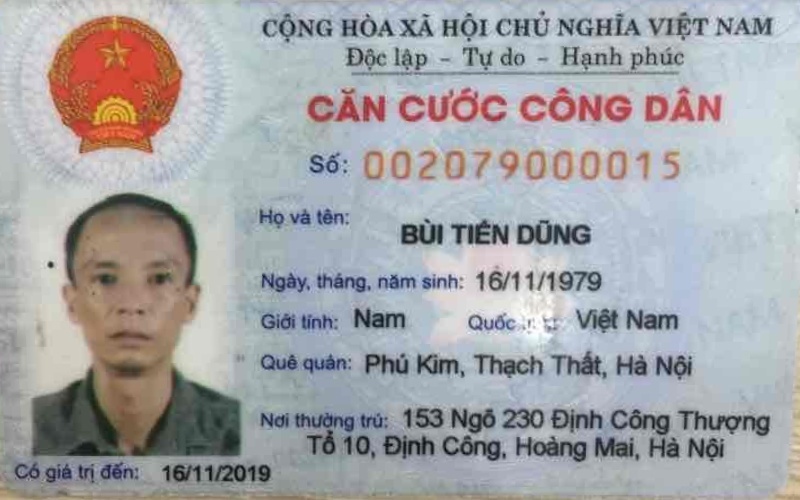 CỘNG HÒA XÃ HỘI CHỦ NGHĨA VIỆT NAM
Độc lập - Tự do - Hạnh phúc
CĂN CƯỚC CÔNG DÂN
Số: 002079000015
Họ và tên:
BÙI TIẾN DŨNG
Ngày, tháng, năm sinh: 16/11/1979
Giới tính: Nam Quốc Việt Nam
Quê quán: Phú Kim, Thạch Thất, Hà Nội
Nơi thường trú: 153 Ngõ 230 Định Công Thượng
Tổ 10, Định Công, Hoàng Mai, Hà Nội
Có giá trị đến: 16/11/2019